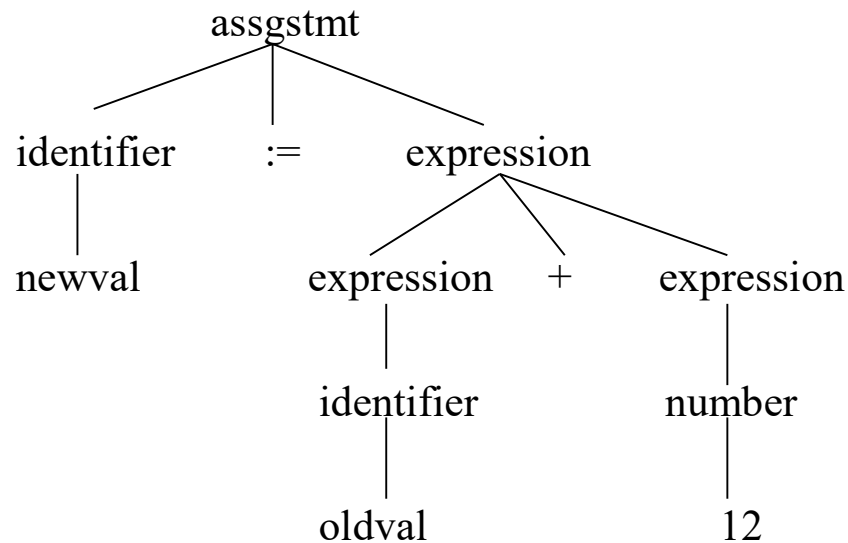 assgstmt
identifier := expression
newval expression + expression
identifier number
oldval 12